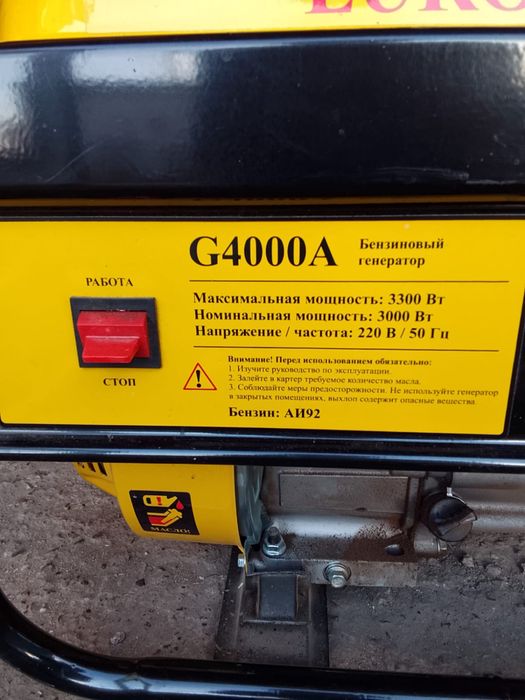 G4000A
Бензиновый
генератор
РАБОТА
СТОП
Максимальная мощность: 3300 Вт
Номинальная мощность: 3000 Вт
Напряжение / частота: 220 В / 50 Гц
Внимание! Перед использованием обязательно:
1. Изучите руководство по эксплуатации.
2. Залейте в картер требуемое количество масла.
3. Соблюдайте меры предосторожности. Не используйте генератор
в закрытых помещениях, выхлоп содержит опасные вещества.
Бензин: АИ92
МАСЛО!